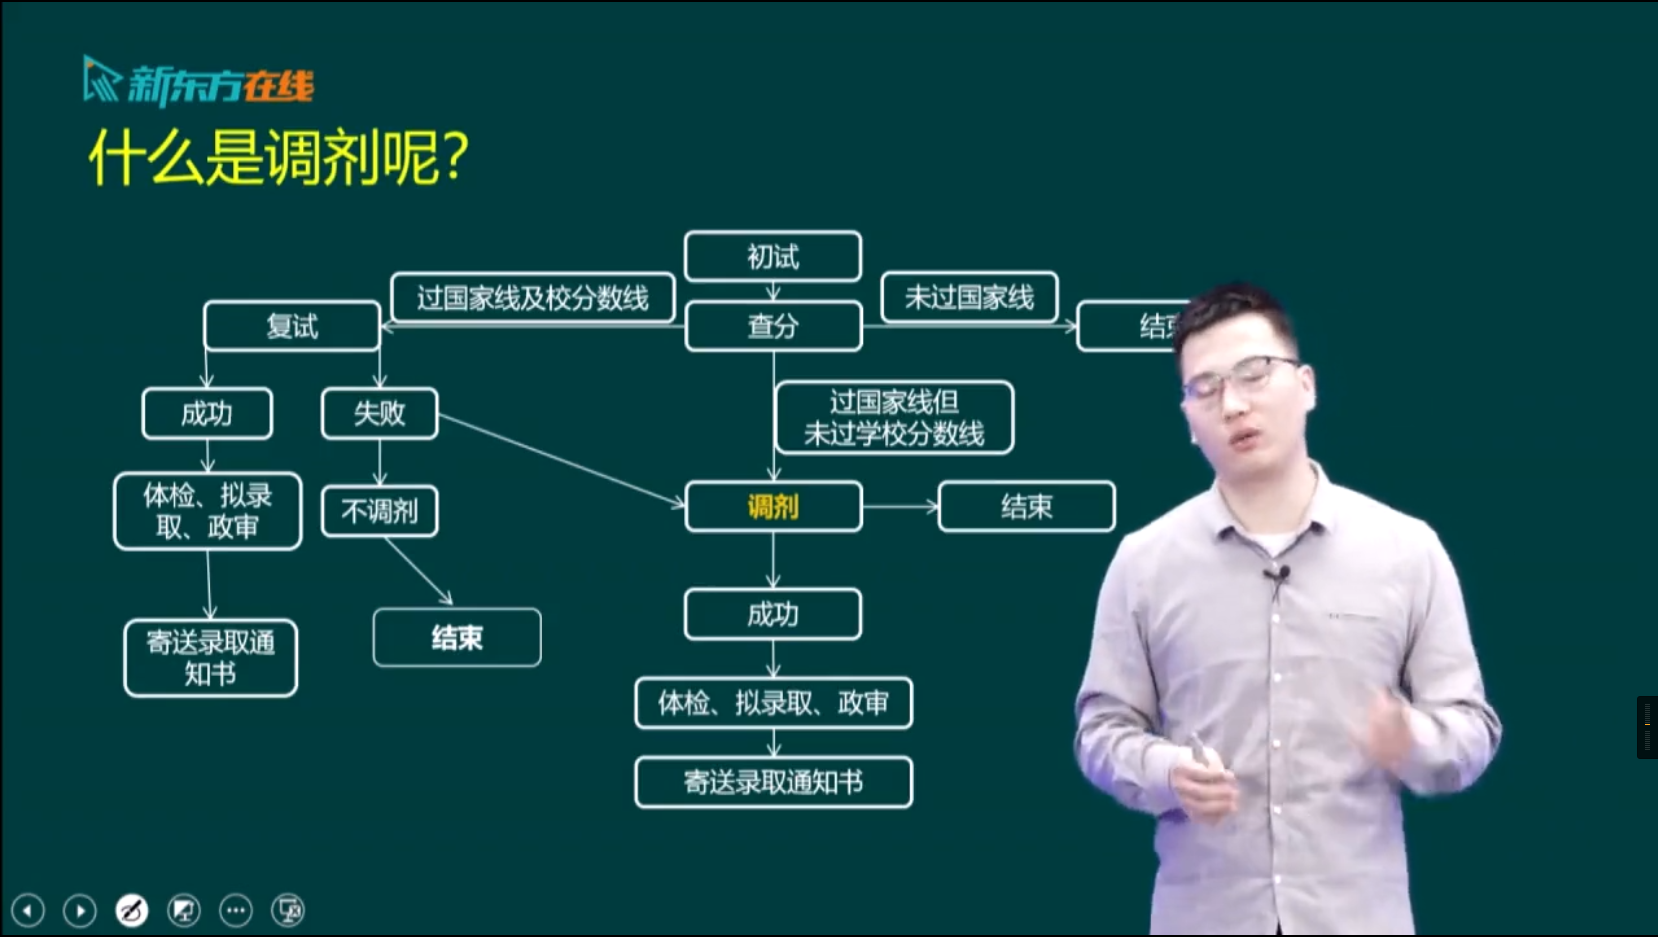 新东方在线
什么是调剂呢?
初试
过国家线及校分数线
未过国家线
复试
查分
结束
成功
失败
过国家线但
未过学校分数线
体检、拟录
取、政审
不调剂
调剂
结束
寄送录取通
知书
结束
成功
体检、拟录取、政审
寄送录取通知书